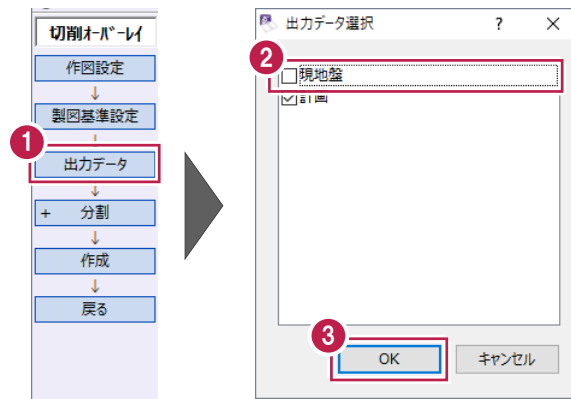 切削オーバーレイ
作図設定
↓
製図基準設定
↓
1
出力データ
↓
+ 分割
↓
作成
↓
戻る
出力データ選択 ? ×
2
現地盤
計画
3
OK キャンセル